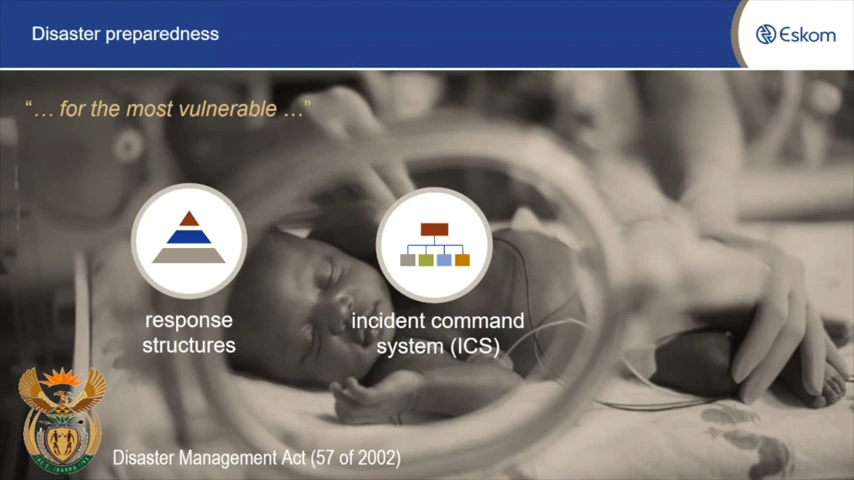 Disaster preparedness
Eskom
“… for the most vulnerable …”
response
structures
incident command
system (ICS)
Disaster Management Act (57 of 2002)